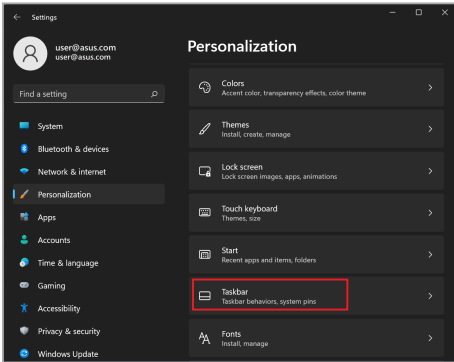 Settings
user@asus.com
user@asus.com
Find a setting
System
Bluetooth & devices
Network & internet
Personalization
Apps
Accounts
Time & language
Gaming
Accessibility
Privacy & security
Windows Update
Personalization
Colors
Accent color, transparency effects, color theme
Themes
Install, create, manage
Lock screen
Lock screen images, apps, animations
Touch keyboard
Themes, size
Start
Recent apps and items, folders
Taskbar
Taskbar behaviors, system pins
Fonts
Install, manage